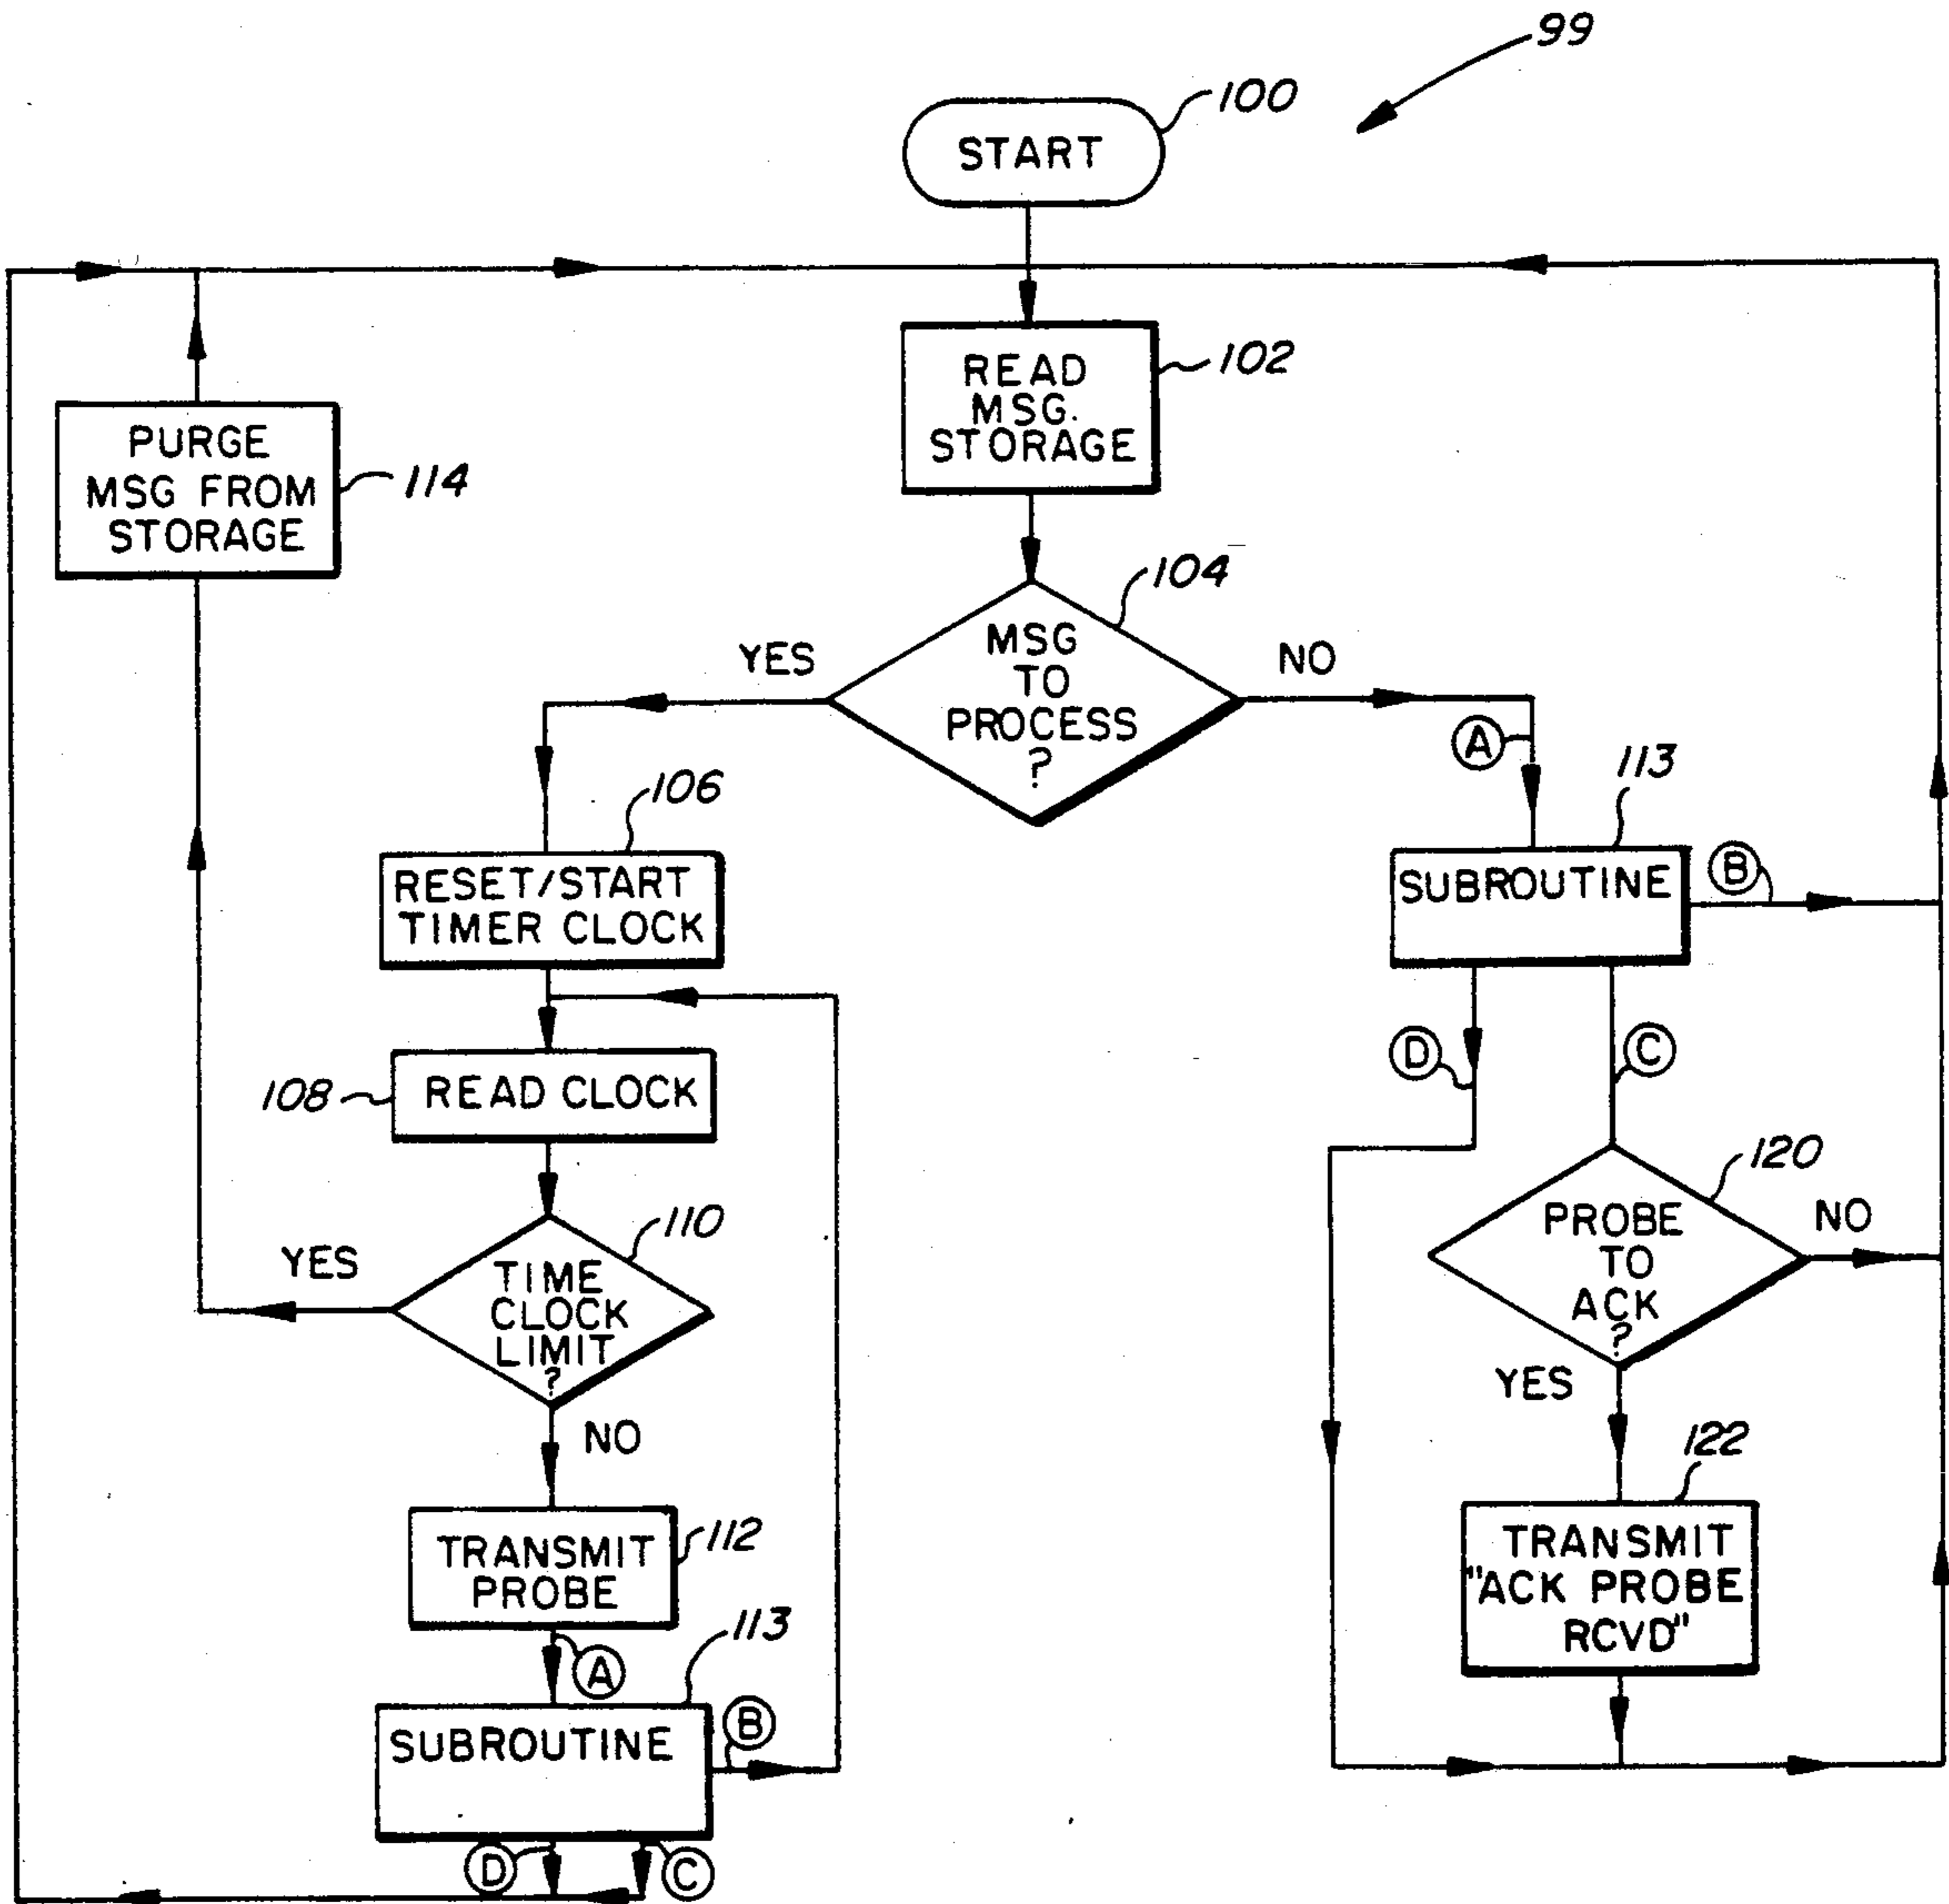 99
100
START
102
READ
MSG.
STORAGE
PURGE
MSG FROM
STORAGE
114
104
MSG
TO
PROCESS
?
YES
NO
A
113
SUBROUTINE
B
106
RESET/START
TIMER CLOCK
D
C
108
READ CLOCK
120
PROBE
TO
ACK
?
NO
YES
110
TIME
CLOCK
LIMIT
?
YES
NO
122
TRANSMIT
"ACK PROBE
RCVD"
112
TRANSMIT
PROBE
A
113
SUBROUTINE
B
D
C